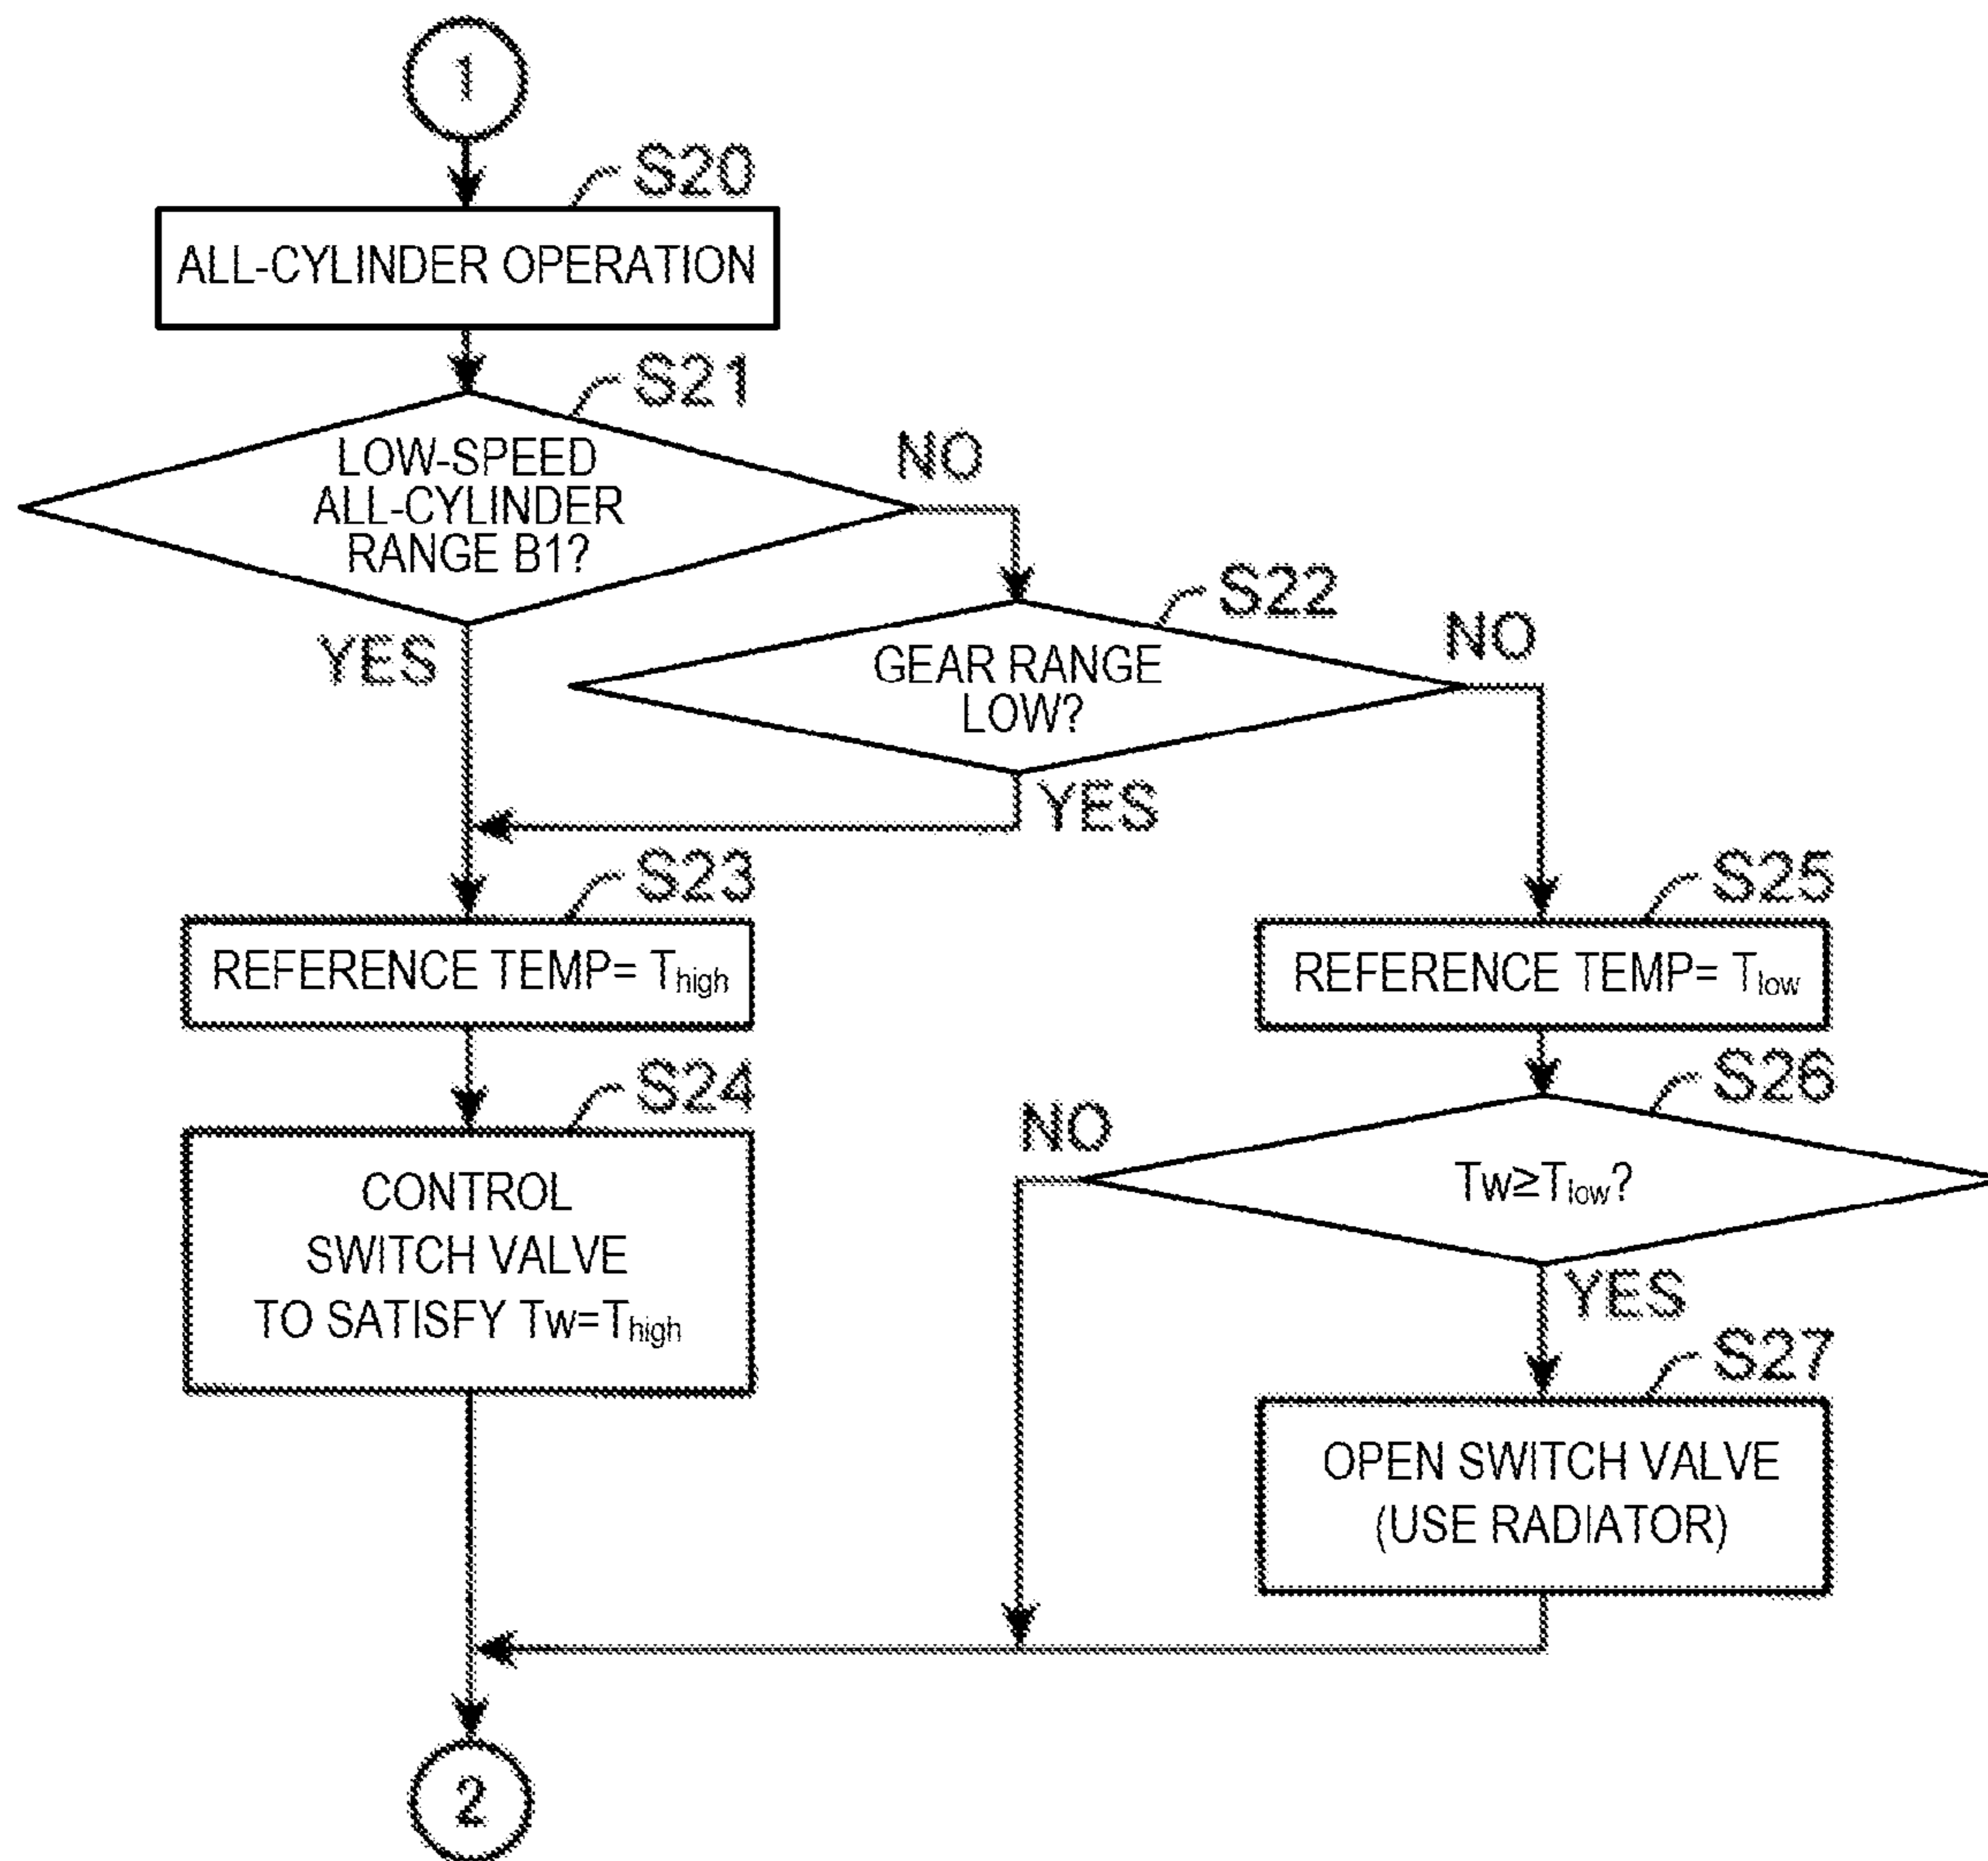 1
S20
ALL-CYLINDER OPERATION
S21
LOW-SPEED
ALL-CYLINDER
RANGE B1?
NO
YES
S22
GEAR RANGE
LOW?
NO
YES
S23
REFERENCE TEMP= Thigh
S25
REFERENCE TEMP= Tlow
S24
CONTROL
SWITCH VALVE
TO SATISFY Tw=Thigh
S26
NO
Tw≥Tlow?
YES
S27
OPEN SWITCH VALVE
(USE RADIATOR)
2